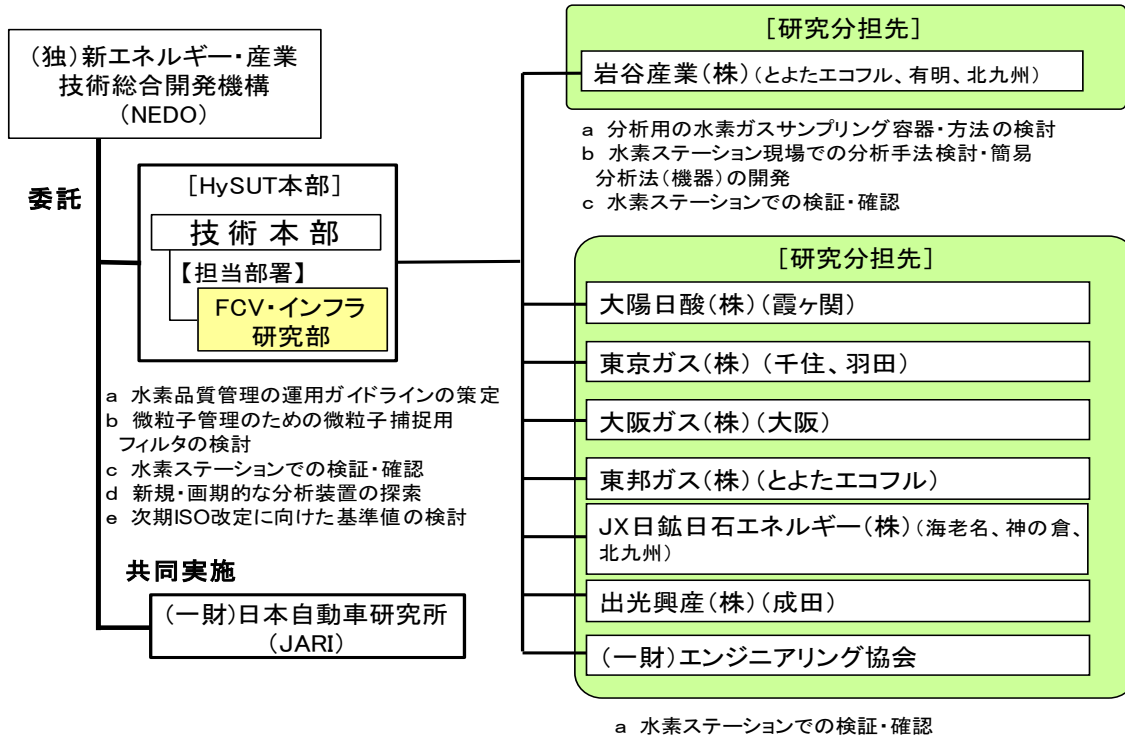 (独)新エネルギー・産業
技術総合開発機構
(NEDO)
委託
[HySUT本部]
技術本部
【担当部署】
FCV・インフラ
研究部
a 水素品質管理の運用ガイドラインの策定
b 微粒子管理のための微粒子捕捉用
フィルタの検討
c 水素ステーションでの検証・確認
d 新規・画期的な分析装置の探索
e 次期ISO改定に向けた基準値の検討
共同実施
(一財)日本自動車研究所
(JARI)
[研究分担先]
岩谷産業(株)(とよたエコフル、有明、北九州)
a 分析用の水素ガスサンプリング容器・方法の検討
b 水素ステーション現場での分析手法検討・簡易
分析法(機器)の開発
c 水素ステーションでの検証・確認
[研究分担先]
大陽日酸(株)(霞ヶ関)
東京ガス(株)(千住、羽田)
大阪ガス(株)(大阪)
東邦ガス(株)(とよたエコフル)
JX日鉱日石エネルギー(株)(海老名、神の倉、
北九州)
出光興産(株)(成田)
(一財)エンジニアリング協会
a 水素ステーションでの検証・確認